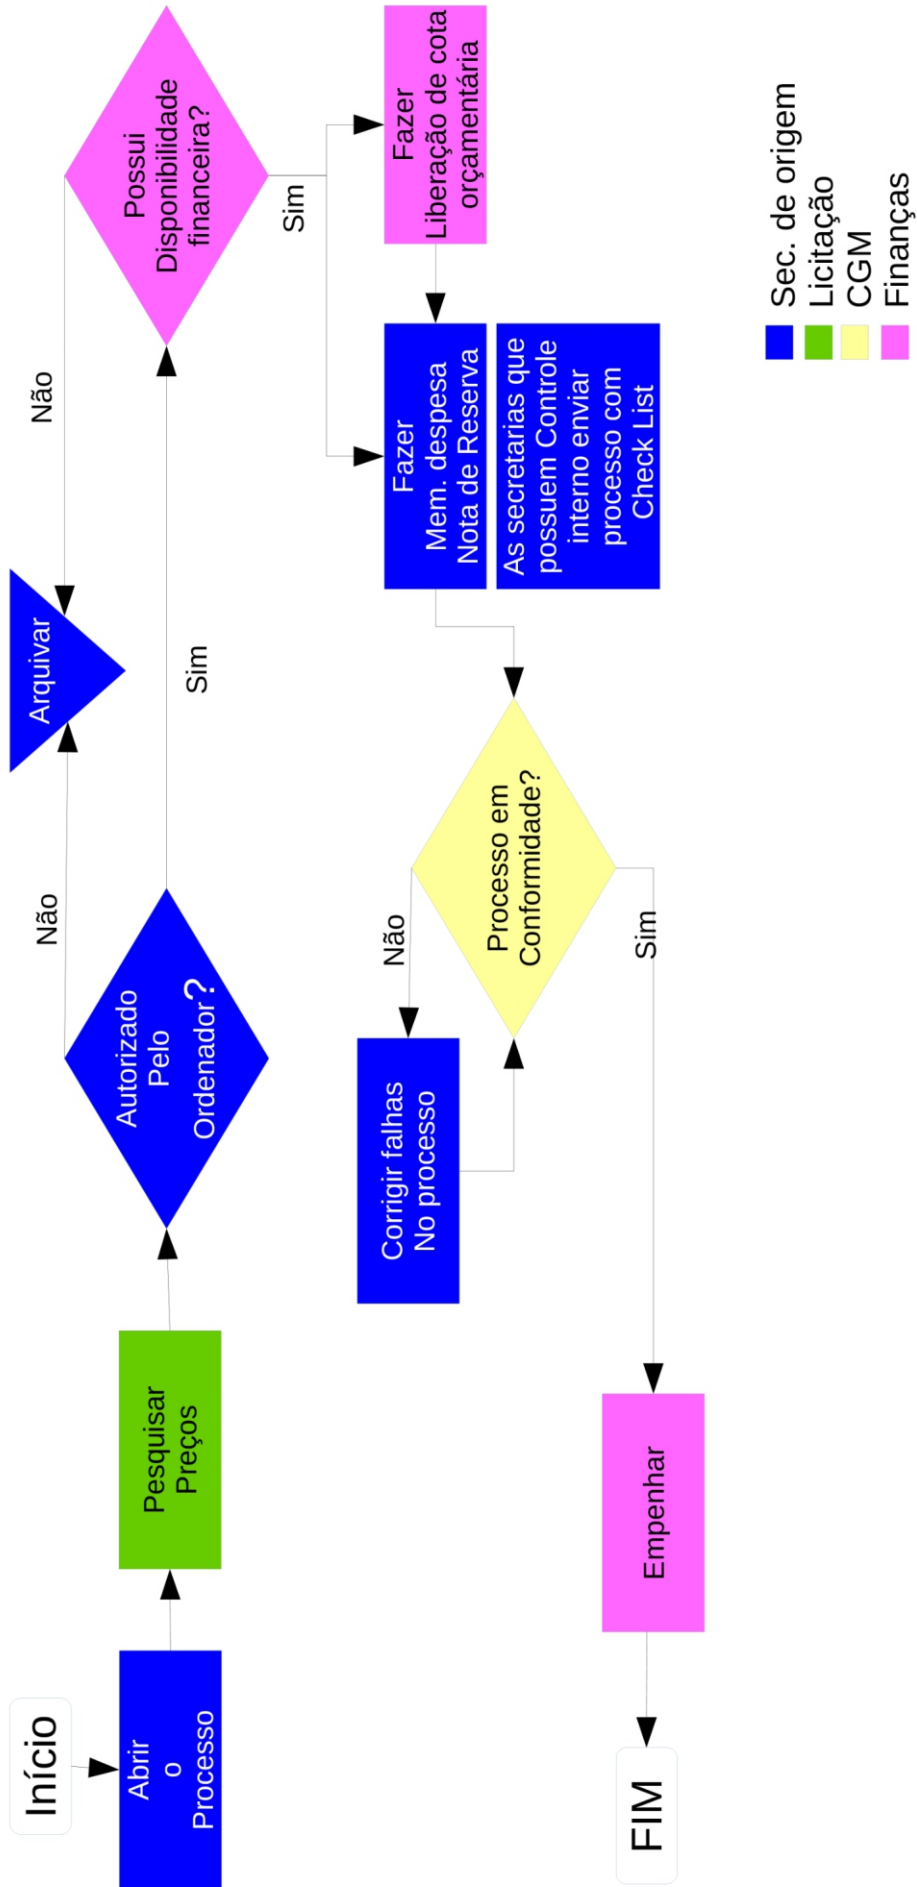 Início
Abrir
o
Processo
Pesquisar
Preços
Autorizado
Pelo
Ordenador?
Não
Arquivar
Não
Sim
Possui
Disponibilidade
financeira?
Sim
Fazer
Liberação de cota
orçamentária
Fazer
Mem. despesa
Nota de Reserva
As secretarias que
possuem Controle
interno enviar
processo com
Check List
Processo em
Conformidade?
Não
Corrigir falhas
No processo
Sim
Empenhar
FIM
Sec. de origem
Licitação
CGM
Finanças